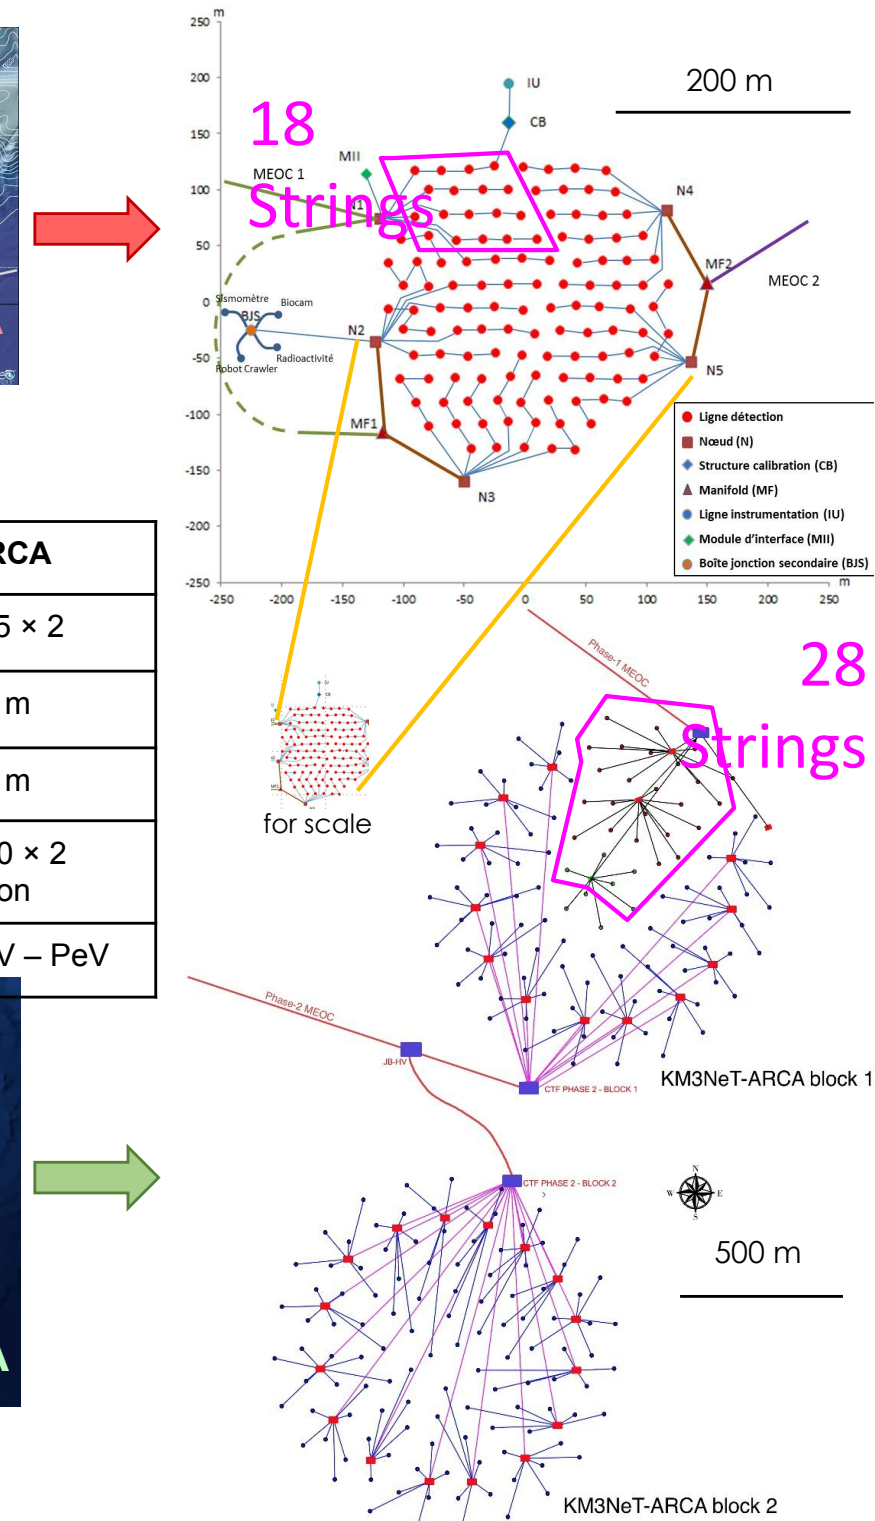 m
250
200
150
100
50
0
-50
-100
-150
-200
-250
-250
-200
-150
-100
-50
0
50
100
150
200
250
m
200 m
IU
CB
18
Strings
MII
MEOC 1
N1
N4
MF2
MEOC 2
Sismomètre
Biocam
BJS
N2
Radioactivité
Robot Crawler
N5
MF1
N3
Ligne détection
Nœud (N)
Structure calibration (CB)
Manifold (MF)
Ligne instrumentation (IU)
Module d'interface (MII)
Boîte jonction secondaire (BJS)
RCA
5 × 2
m
m
0 × 2
on
V – PeV
A
Phase-1 MEOC
28
Strings
for scale
Phase-2 MEOC
JB-HV
CTF PHASE 2 - BLOCK 1
KM3NeT-ARCA block 1
CTF PHASE 2 - BLOCK 2
N
W
E
S
500 m
KM3NeT-ARCA block 2